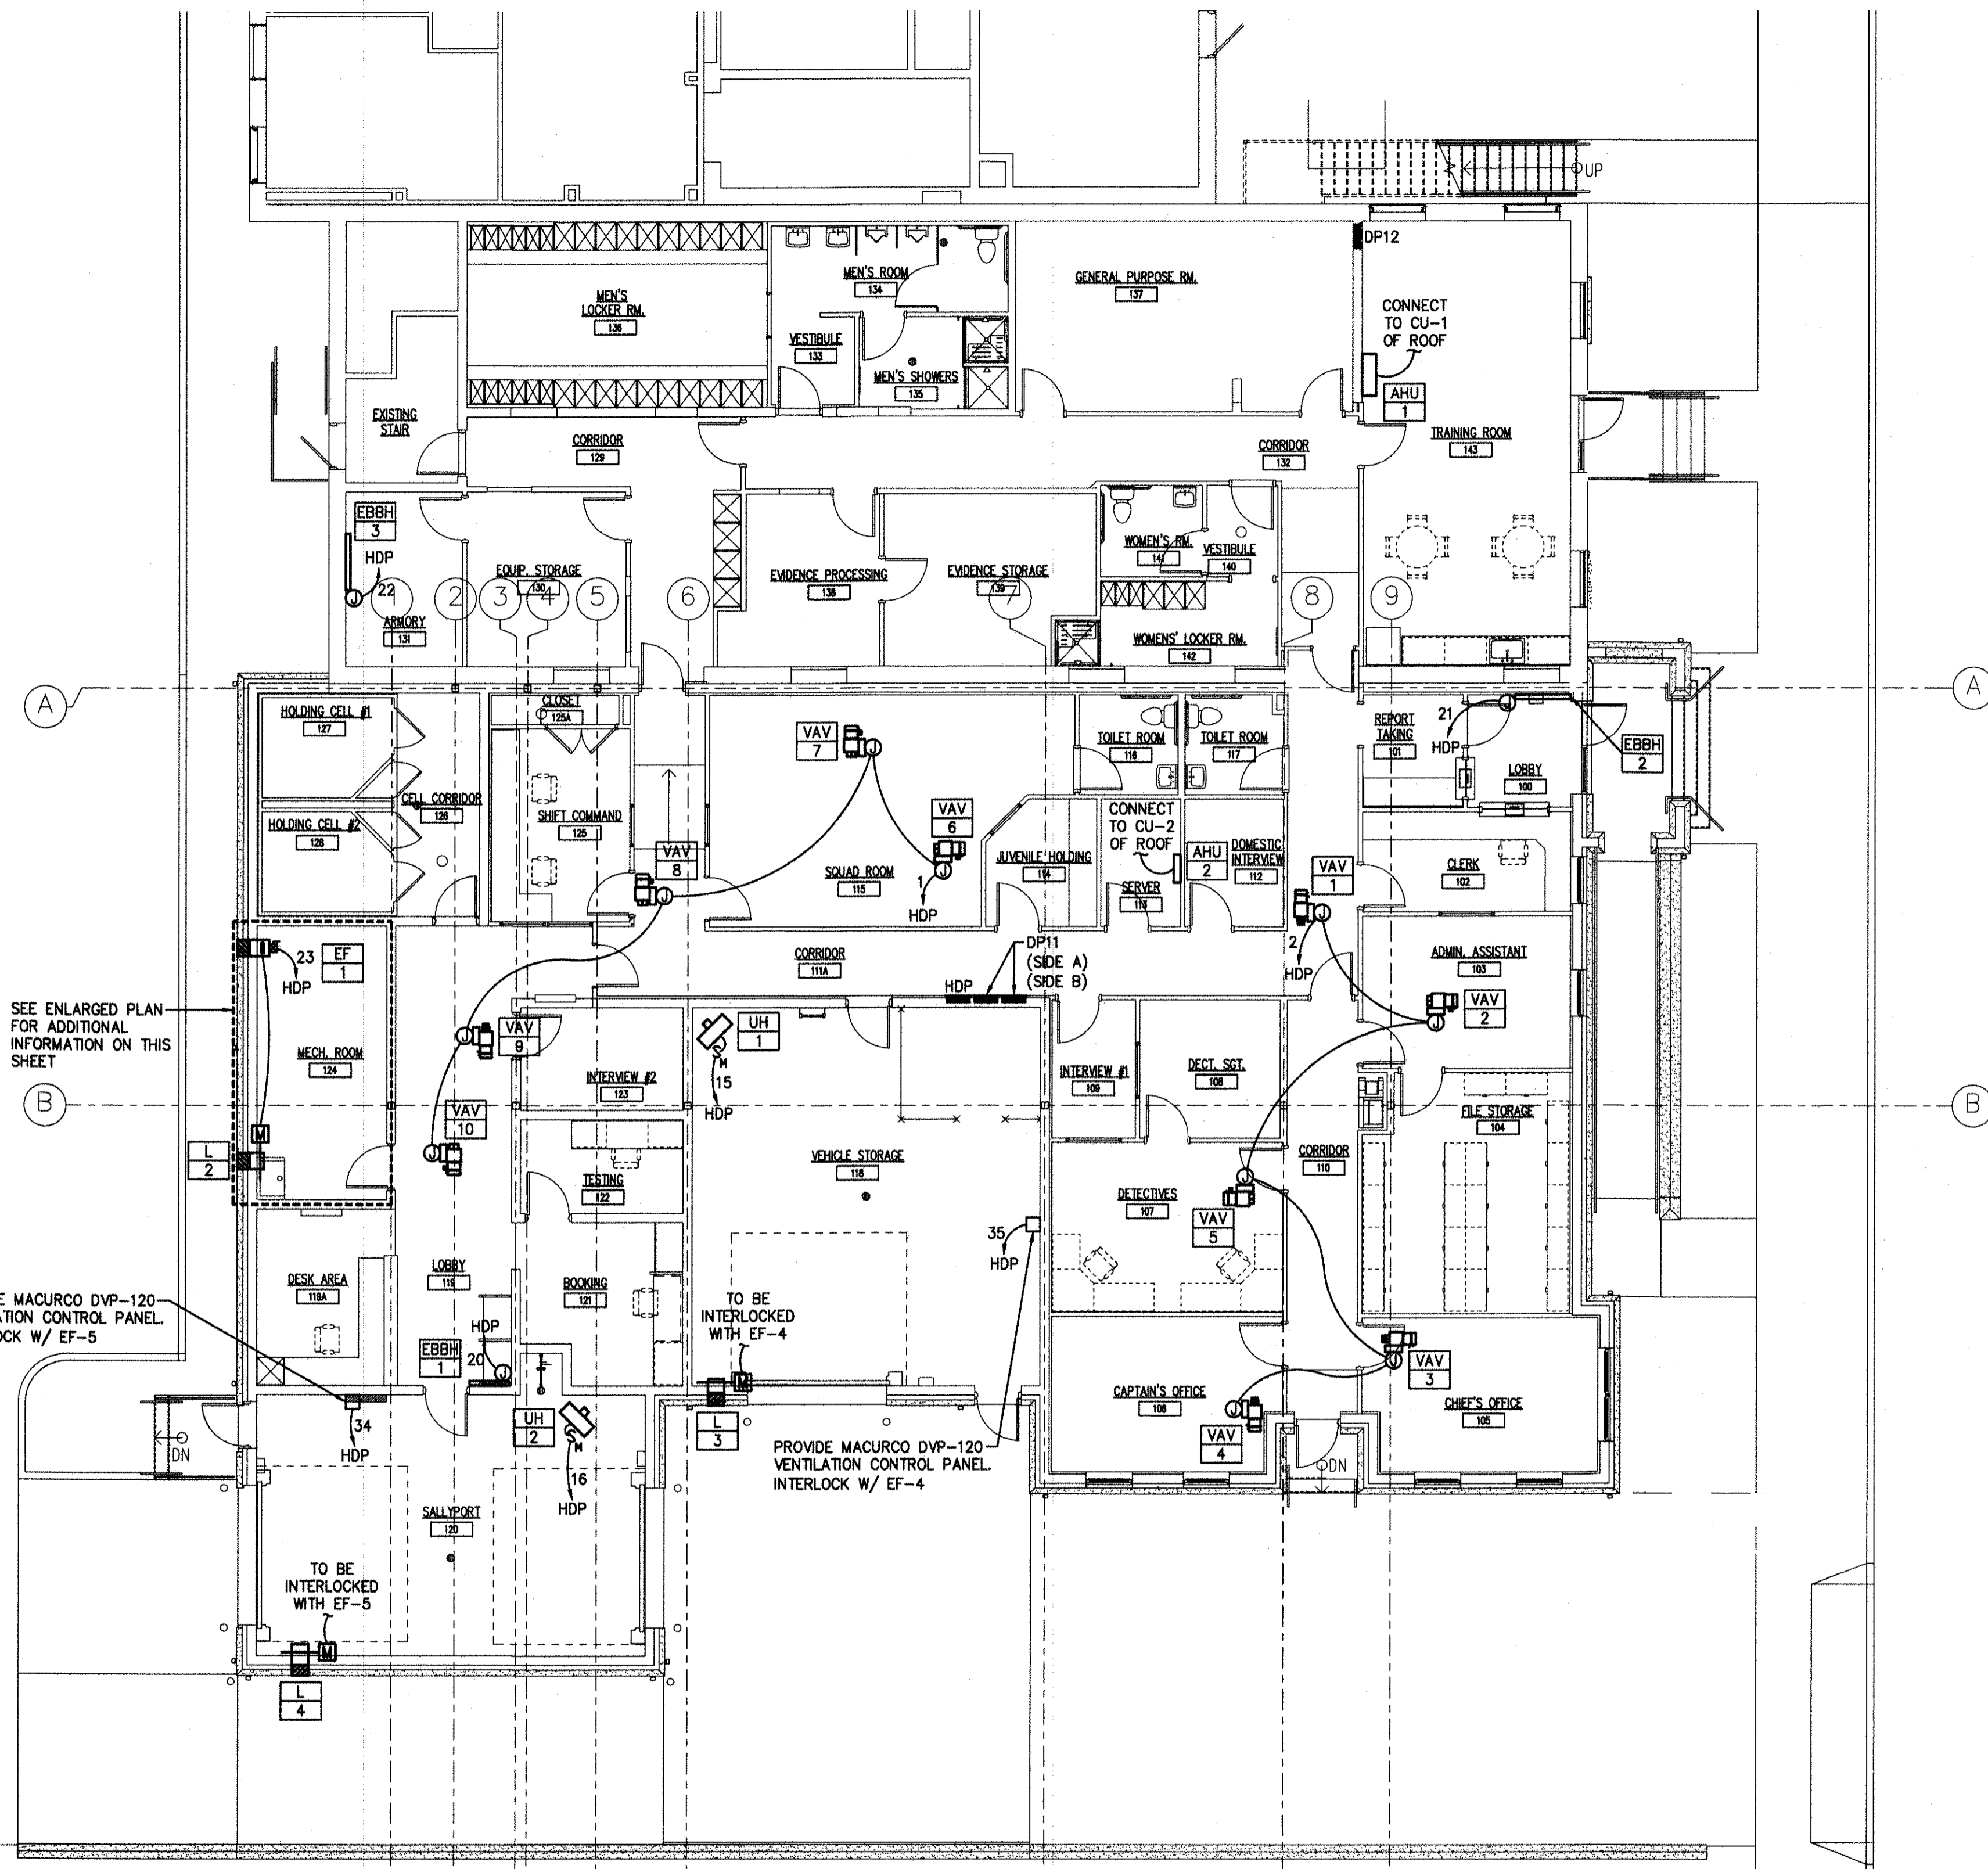 UP
DP12
MEN'S ROOM
134
GENERAL PURPOSE RM.
137
MEN'S
LOCKER RM.
136
CONNECT
TO CU-1
OF ROOF
VESTIBULE
133
MEN'S SHOWERS
135
AHU
1
EXISTING
STAIR
CORRIDOR
129
CORRIDOR
132
TRAINING ROOM
143
EBBH
3
HDP
22
WOMEN'S RM.
141
VESTIBULE
140
EQUIP. STORAGE
130
EVIDENCE PROCESSING
138
EVIDENCE STORAGE
139
J
ARMORY
131
1
2
3
4
5
6
7
8
9
WOMENS' LOCKER RM.
142
A
A
HOLDING CELL #1
127
CLOSET
125A
VAV
7
J
TOILET ROOM
116
TOILET ROOM
117
REPORT
TAKING
101
21
HDP
J
EBBH
2
LOBBY
100
CELL CORRIDOR
126
HOLDING CELL #2
128
SHIFT COMMAND
125
VAV
8
J
VAV
6
J
SQUAD ROOM
115
1
HDP
JUVENILE HOLDING
114
CONNECT
TO CU-2
OF ROOF
SERVER
113
AHU
2
DOMESTIC
INTERVIEW
112
VAV
1
J
2
HDP
CLERK
102
23
HDP
EF
1
CORRIDOR
111A
DP11
(SIDE A)
(SIDE B)
HDP
ADMIN. ASSISTANT
103
VAV
2
J
SEE ENLARGED PLAN
FOR ADDITIONAL
INFORMATION ON THIS
SHEET
MECH. ROOM
124
J
VAV
9
UH
1
M
15
HDP
INTERVIEW #2
123
INTERVIEW #1
109
DECT. SGT.
108
B
B
M
L
2
VAV
10
J
FILE STORAGE
104
TESTING
122
VEHICLE STORAGE
118
CORRIDOR
110
DETECTIVES
107
J
VAV
5
35
HDP
DESK AREA
119A
LOBBY
119
BOOKING
121
E MACURCO DVP-120
ATION CONTROL PANEL.
OCK W/ EF-5
TO BE
INTERLOCKED
WITH EF-4
HDP
20
J
EBBH
1
M
L
3
34
HDP
UH
2
M
16
HDP
CAPTAIN'S OFFICE
106
J
VAV
4
J
VAV
3
CHIEF'S OFFICE
105
DN
DN
PROVIDE MACURCO DVP-120
VENTILATION CONTROL PANEL.
INTERLOCK W/ EF-4
SALLYPORT
120
TO BE
INTERLOCKED
WITH EF-5
M
L
4